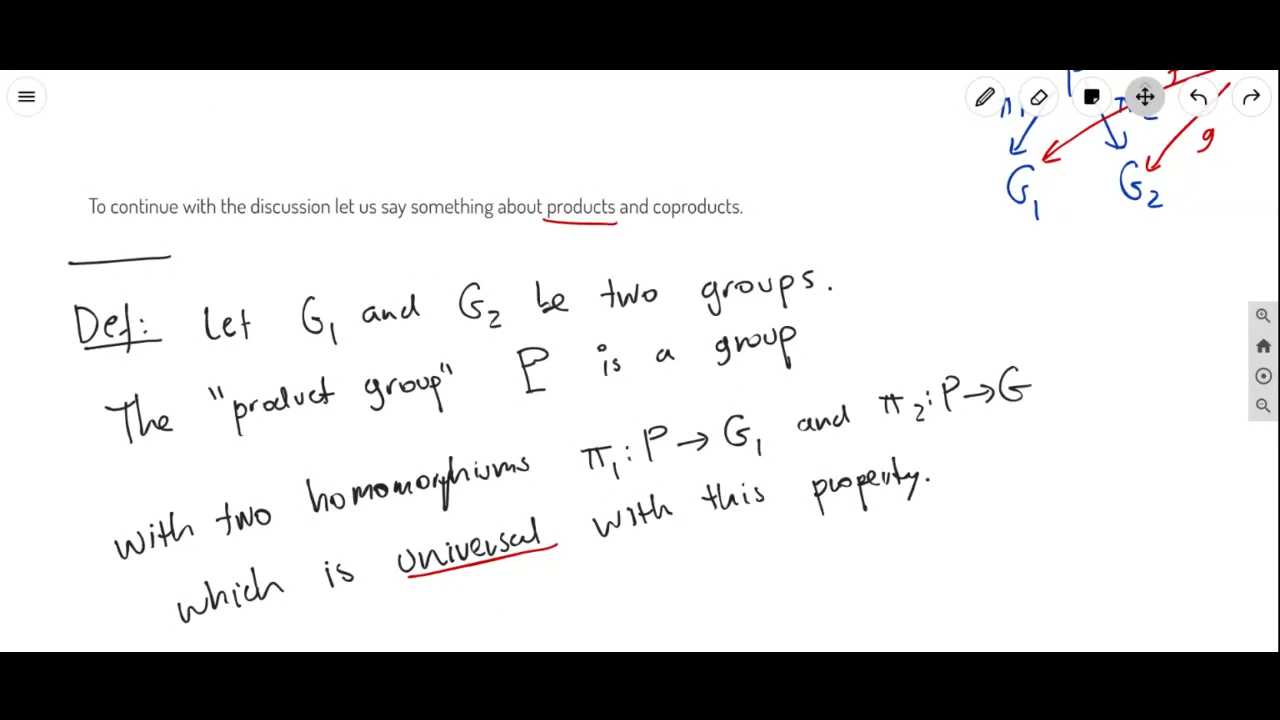 π1 π2 g
G1 G2
To continue with the discussion let us say something about products and coproducts.
Def: Let G1 and G2 be two groups.
The "product group" P is a group
with two homomorphisms π1: P → G1 and π2: P → G
which is universal with this property.